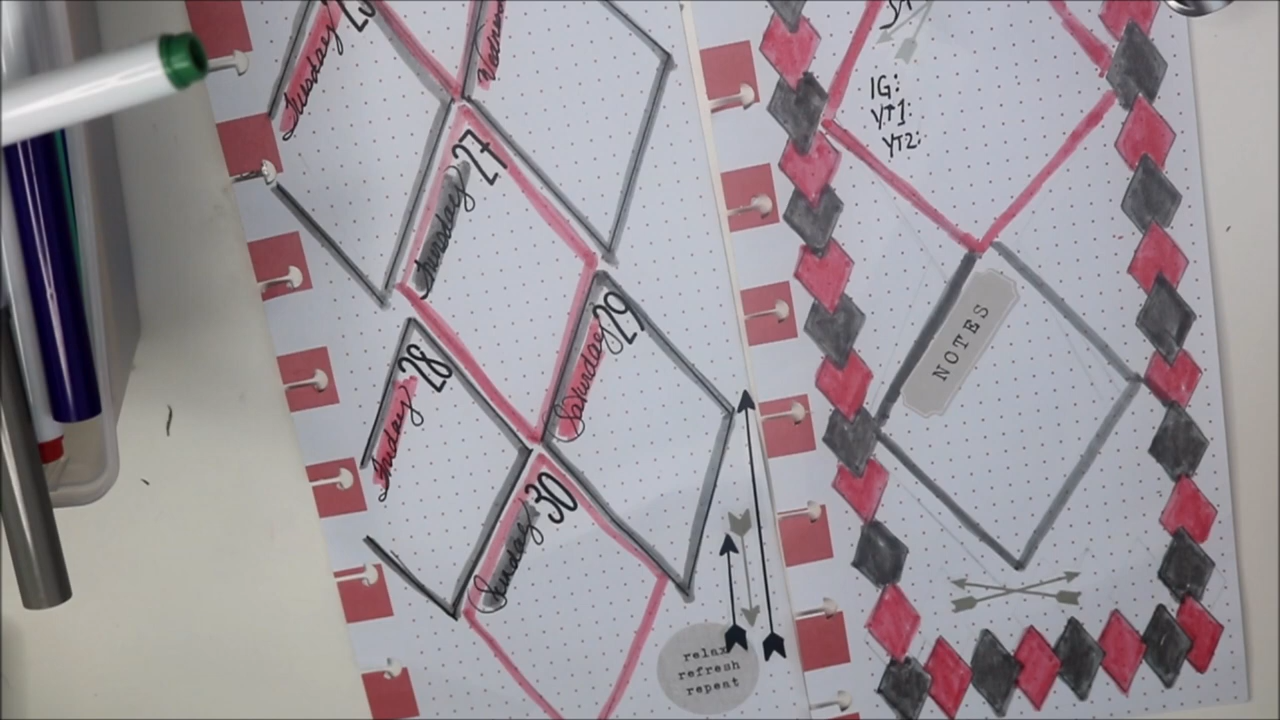 Tuesday
Thursday 27
Friday 28
Saturday 29
Sunday 30
relax
refresh
repeat
IG:
YT1:
YT2:
NOTES